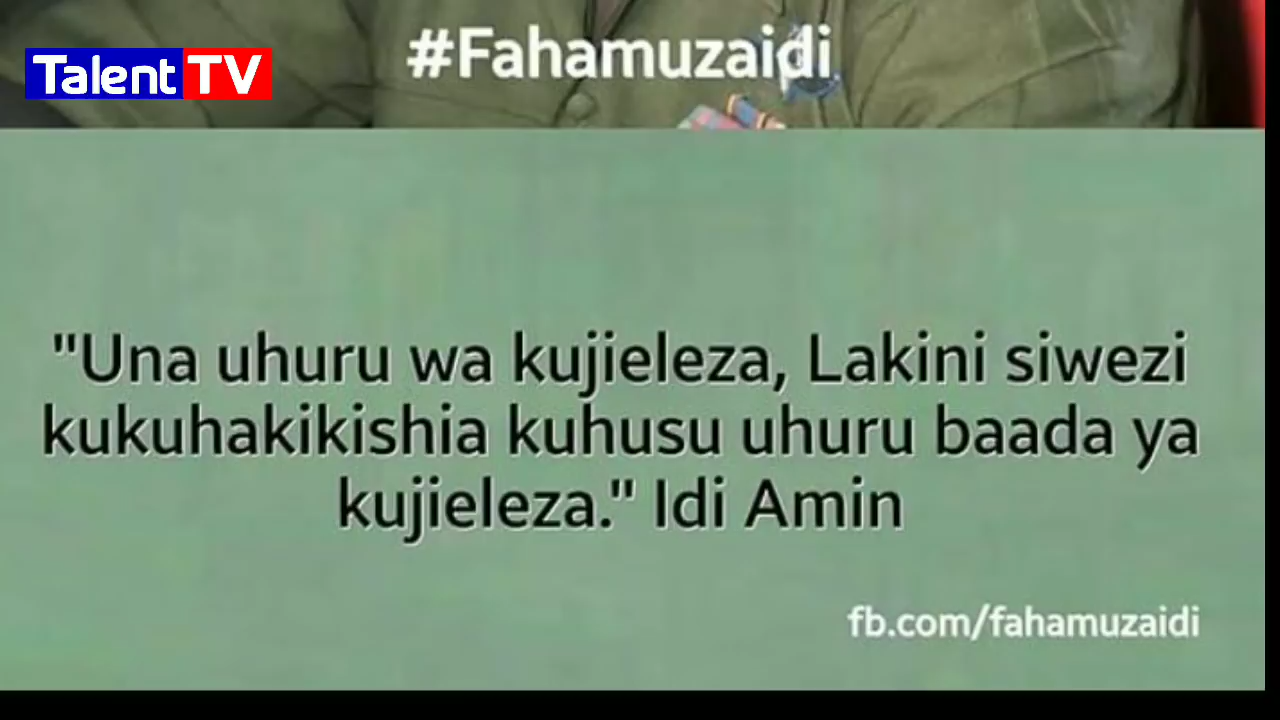 Talent TV
#Fahamuzaidi
"Una uhuru wa kujieleza, Lakini siwezi
kukuhakikishia kuhusu uhuru baada ya
kujieleza." Idi Amin
fb.com/fahamuzaidi